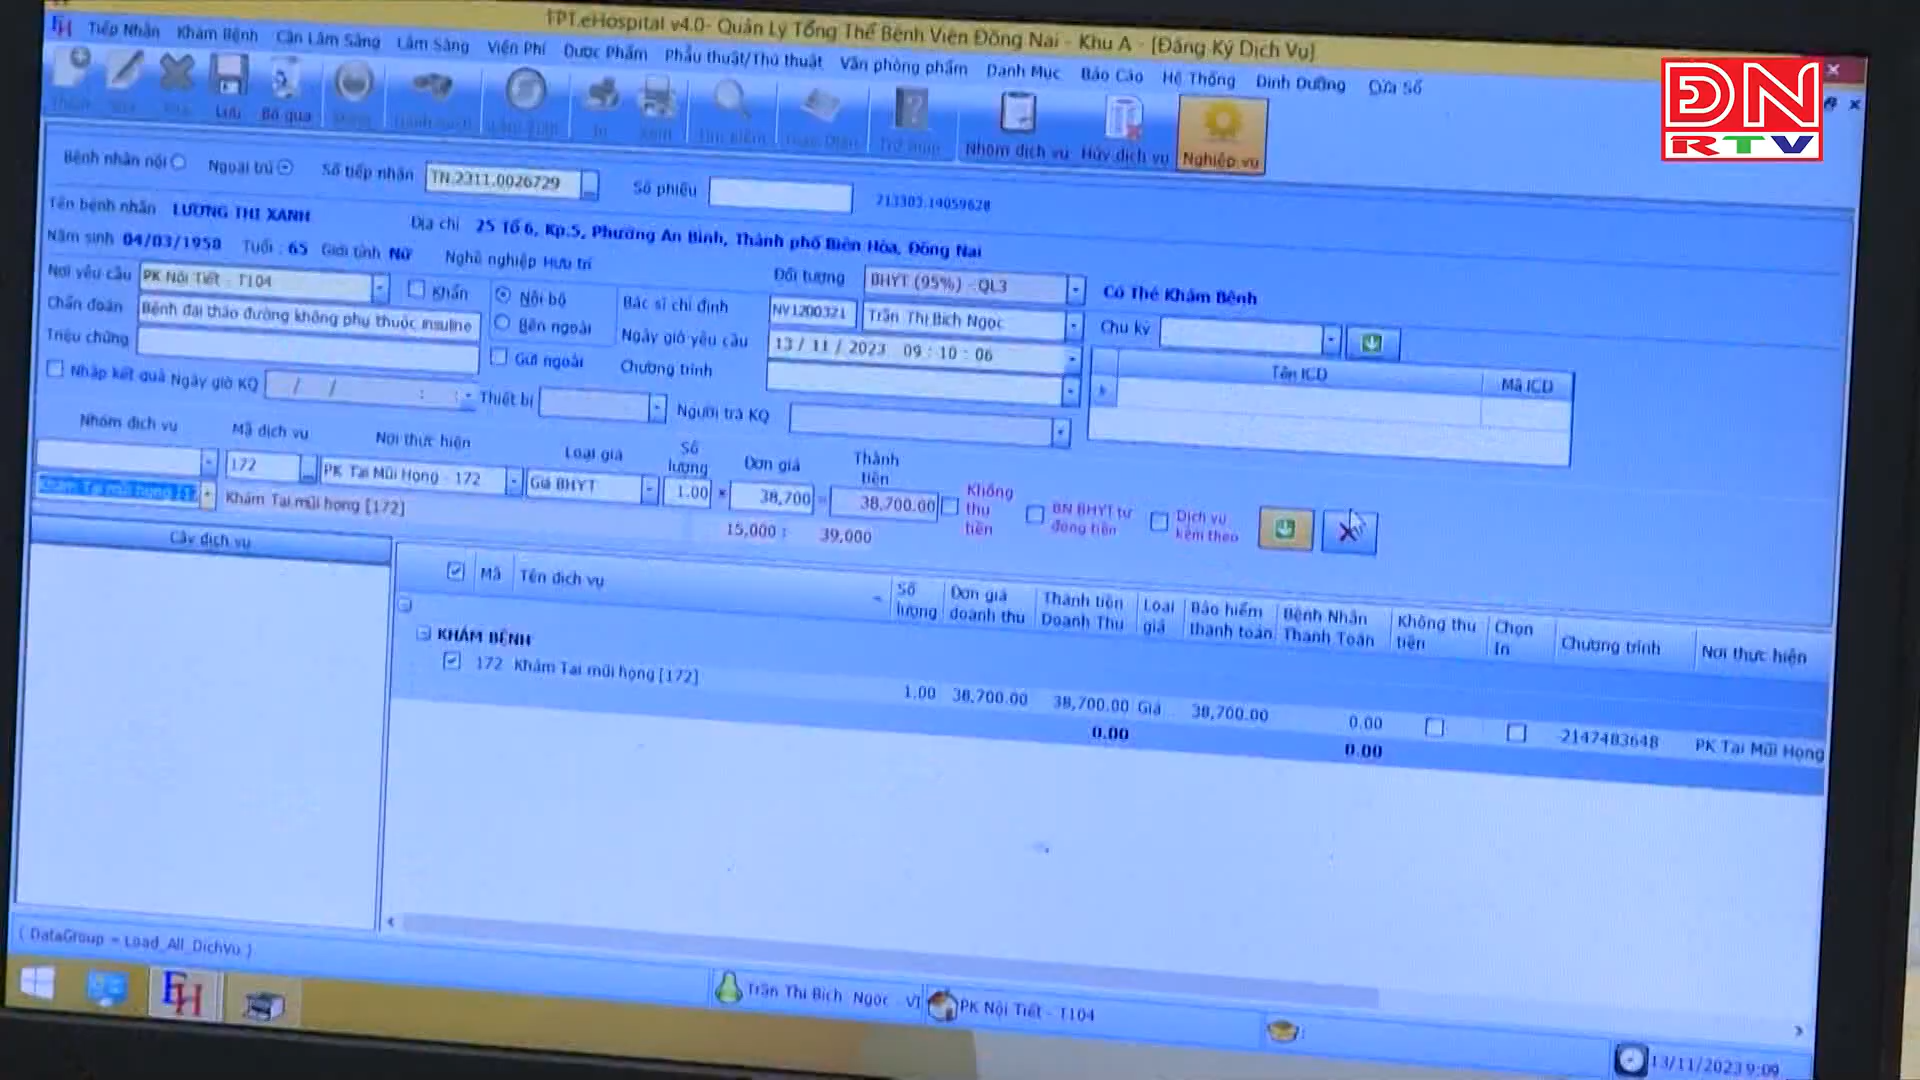 FPT.eHospital v4.0- Quản Lý Tổng Thể Bệnh Viện Đồng Nai - Khu A - [Đăng Ký Dịch Vụ]
Tiếp Nhận Khám Bệnh Cận Lâm Sàng Lâm Sàng Viện Phí Dược Phẩm Phẫu thuật/Thủ thuật Văn phòng phẩm Danh Mục Báo Cáo Hệ Thống Dinh Dưỡng Cửa Sổ
DN
RTV
Lưu Bỏ qua Nhóm dịch vụ Hủy dịch vụ Nghiệp vụ
Bệnh nhân nội Ngoại trú Số tiếp nhận TN.2311.0026729 Số phiếu 713303.19059628
Tên bệnh nhân LƯƠNG THỊ XANH Địa chỉ 25 Tổ 6, Kp.5, Phường An Bình, Thành phố Biên Hòa, Đồng Nai
Năm sinh 04/03/1958 Tuổi : 65 Giới tính Nữ Nghề nghiệp Hưu trí
Nơi yêu cầu PK Nội Tiết - T104 Khẩn Nội bộ Đối tượng BHYT (95%) - QL3 Có Thẻ Khám Bệnh
Chẩn đoán Bệnh đái tháo đường không phụ thuộc insuline Bên ngoài Bác sĩ chỉ định NV1200321 Trần Thị Bích Ngọc Chu kỳ
Triệu chứng Gửi ngoài Ngày giờ yêu cầu 13 / 11 / 2023 09 : 10 : 06
Chương trình Tên ICD Mã ICD
Nhập kết quả Ngày giờ KQ / / : : Thiết bị Người trả KQ
Nhóm dịch vụ Mã dịch vụ Nơi thực hiện Loại giá Số lượng Đơn giá Thành tiền
172 PK Tai Mũi Họng - 172 Giá BHYT 1.00 × 38,700 = 38,700.00 Không thu tiền BN BHYT tự đóng tiền Dịch vụ kèm theo
Khám Tai mũi họng [17 Khám Tai mũi họng [172] 15,000 : 39,000
Cây dịch vụ
Mã Tên dịch vụ Số lượng Đơn giá doanh thu Thành tiền Doanh Thu Loại giá Bảo hiểm thanh toán Bệnh Nhân Thanh Toán Không thu tiền Chọn In Chương trình Nơi thực hiện
KHÁM BỆNH
172 Khám Tai mũi họng [172] 1.00 38,700.00 38,700.00 Giá 38,700.00 0.00 -2147483648 PK Tai Mũi Họng
0.00 0.00
( DataGroup = Load_All_DichVu )
Trần Thị Bích Ngọc VI PK Nội Tiết - T104
13/11/2023 9:09